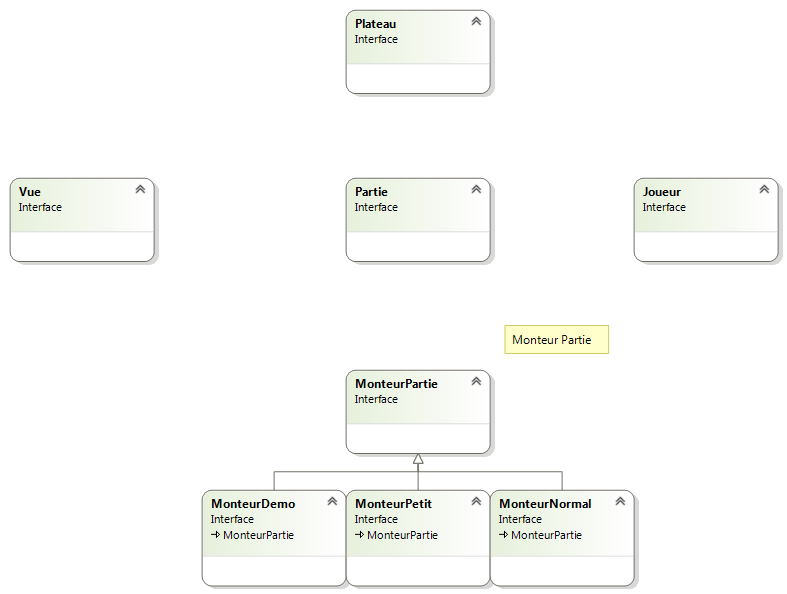 Plateau
Interface
Vue
Interface
Partie
Interface
Joueur
Interface
Monteur Partie
MonteurPartie
Interface
MonteurDemo
Interface
MonteurPartie
MonteurPetit
Interface
MonteurPartie
MonteurNormal
Interface
MonteurPartie